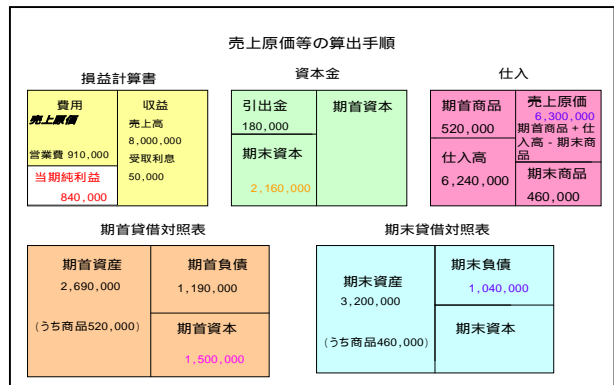 売上原価等の算出手順
損益計算書
費用
売上原価
営業費 910,000
当期純利益
840,000
収益
売上高
8,000,000
受取利息
50,000
資本金
引出金
180,000
期末資本
2,160,000
期首資本
仕入
期首商品
520,000
仕入高
6,240,000
売上原価
6,300,000
期首商品 + 仕
入高 - 期末商
品
期末商品
460,000
期首貸借対照表
期首資産
2,690,000
(うち商品520,000)
期首負債
1,190,000
期首資本
1,500,000
期末貸借対照表
期末資産
3,200,000
(うち商品460,000)
期末負債
1,040,000
期末資本